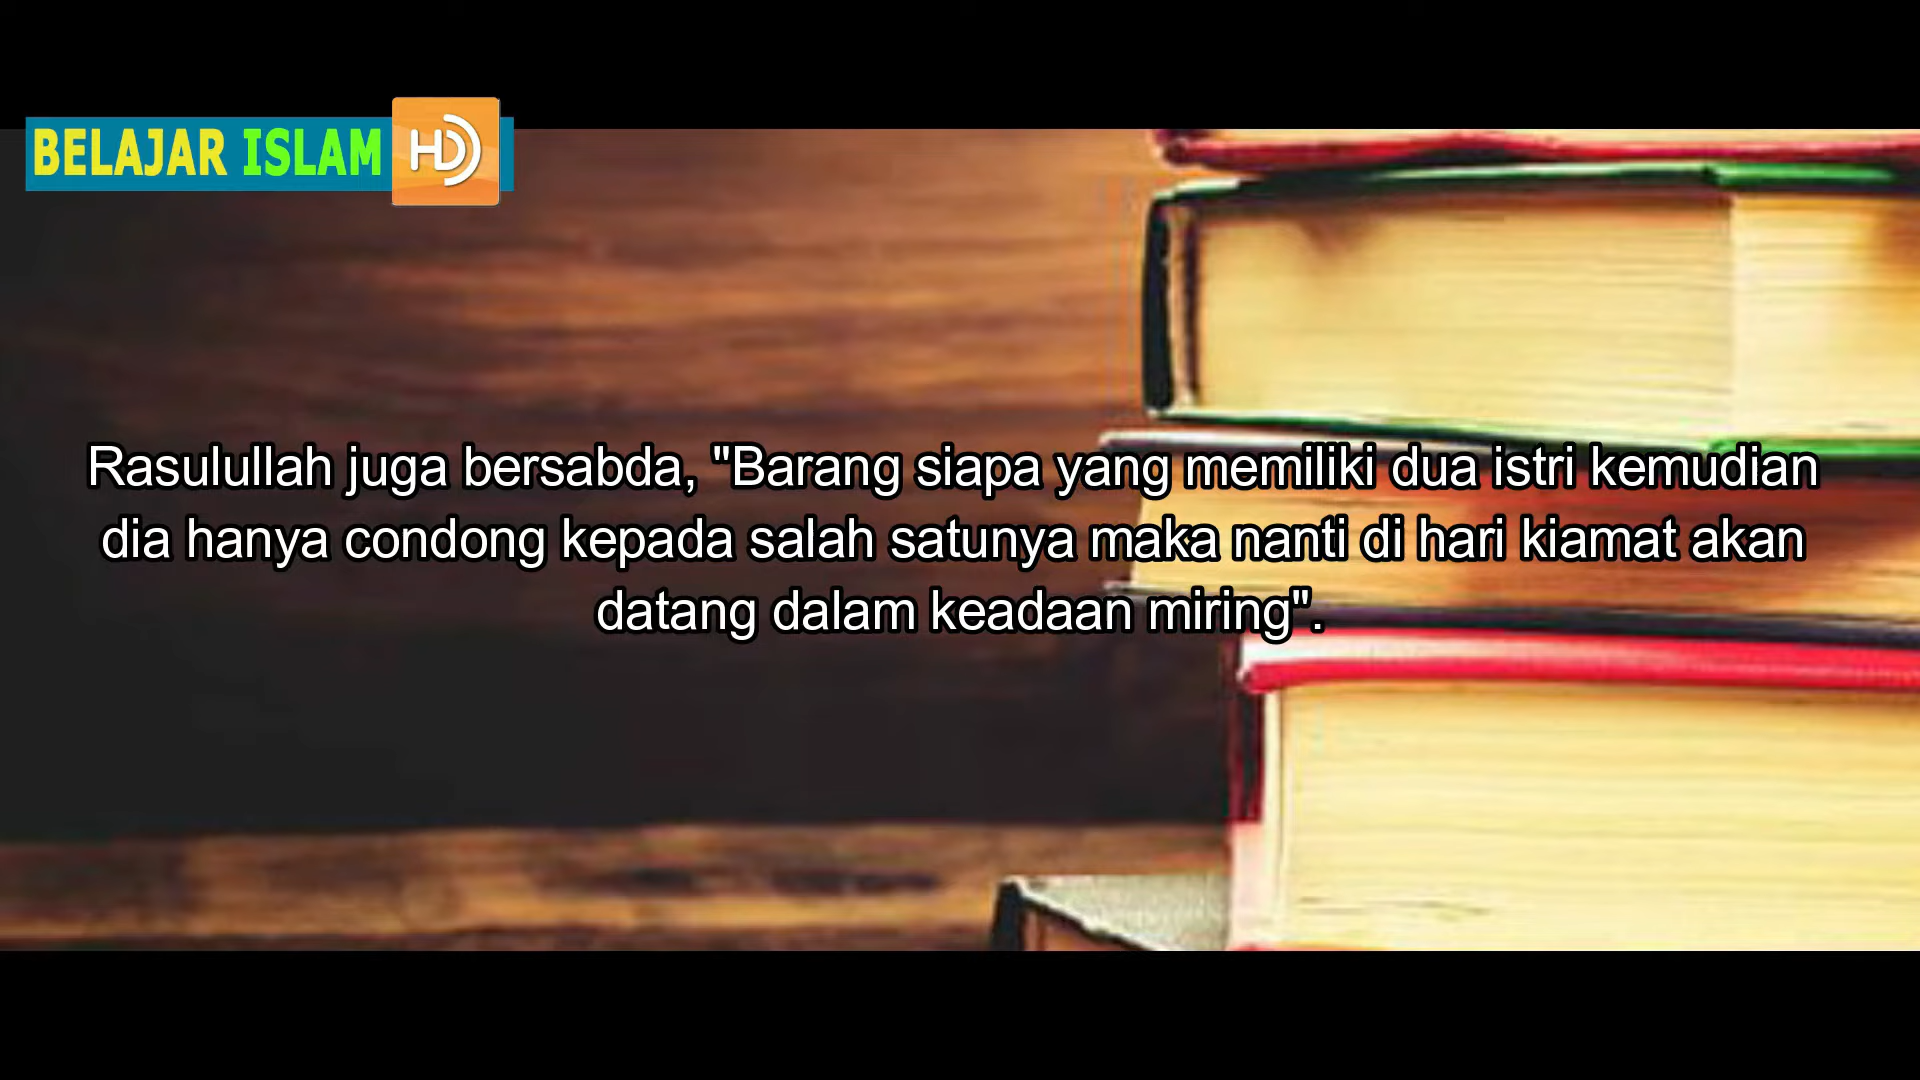 BELAJAR ISLAM HD
Rasulullah juga bersabda, "Barang siapa yang memiliki dua istri kemudian
dia hanya condong kepada salah satunya maka nanti di hari kiamat akan
datang dalam keadaan miring".